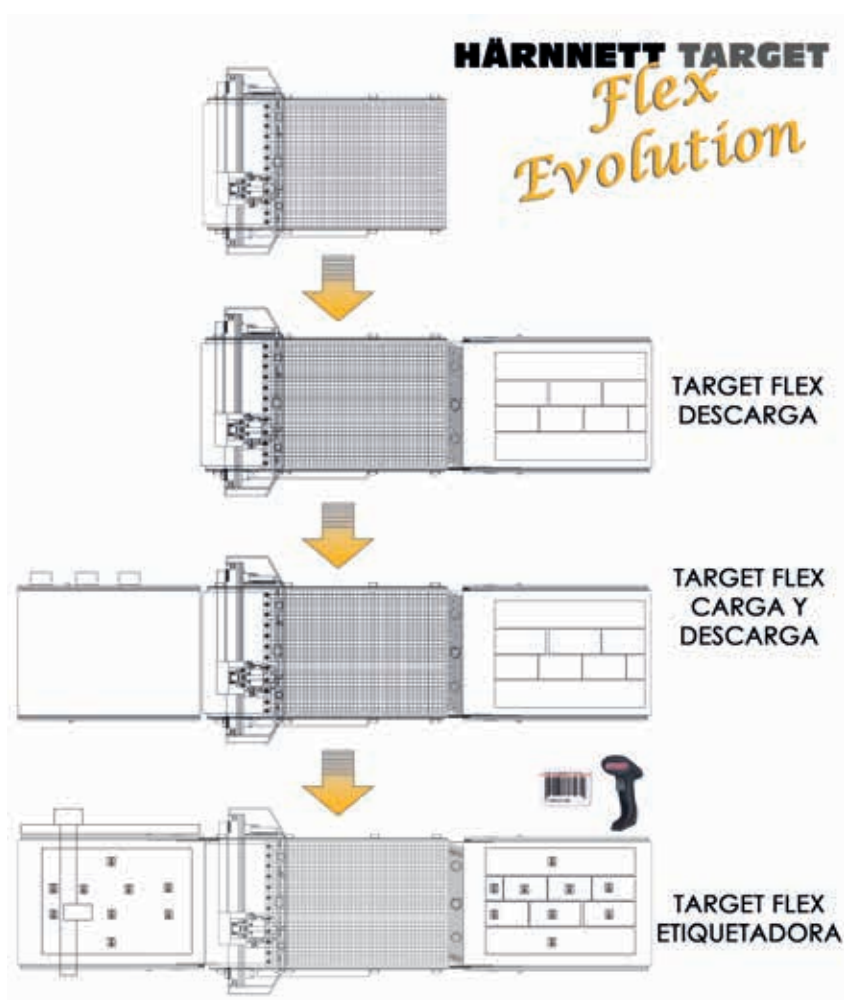 HÄRNNETT TARGET
Flex
Evolution
TARGET FLEX
DESCARGA
TARGET FLEX
CARGA Y
DESCARGA
TARGET FLEX
ETIQUETADORA